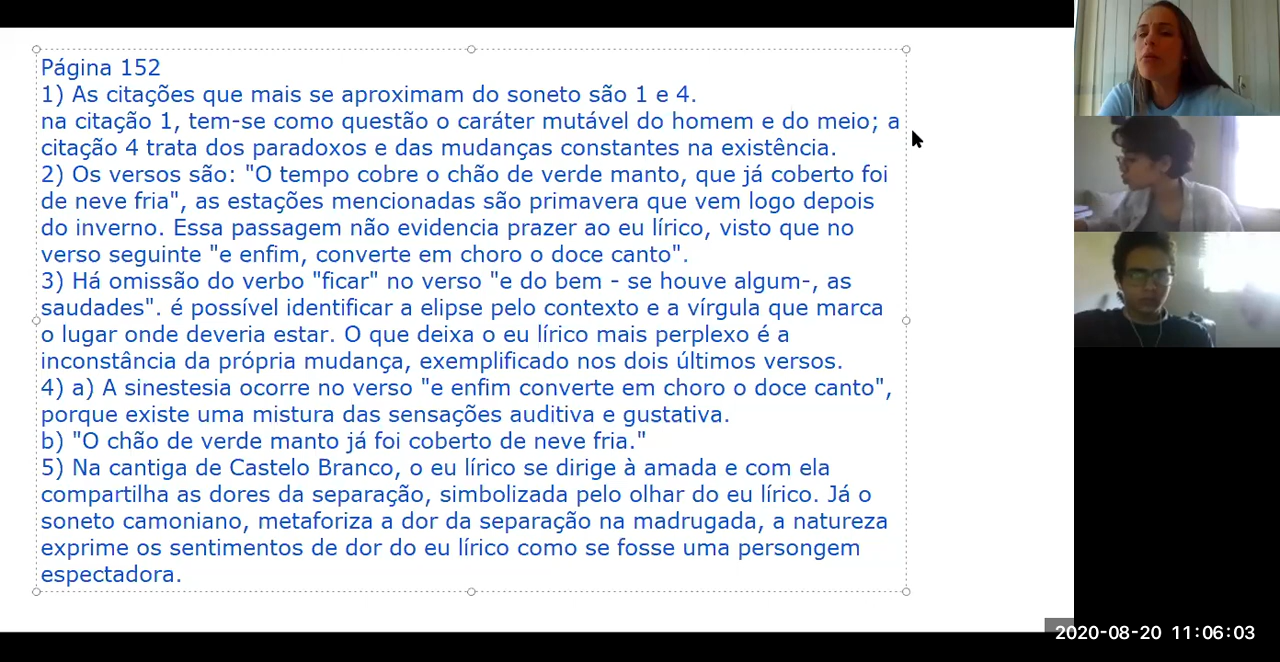 Página 152
1) As citações que mais se aproximam do soneto são 1 e 4.
na citação 1, tem-se como questão o caráter mutável do homem e do meio; a
citação 4 trata dos paradoxos e das mudanças constantes na existência.
2) Os versos são: "O tempo cobre o chão de verde manto, que já coberto foi
de neve fria", as estações mencionadas são primavera que vem logo depois
do inverno. Essa passagem não evidencia prazer ao eu lírico, visto que no
verso seguinte "e enfim, converte em choro o doce canto".
3) Há omissão do verbo "ficar" no verso "e do bem - se houve algum-, as
saudades". é possível identificar a elipse pelo contexto e a vírgula que marca
o lugar onde deveria estar. O que deixa o eu lírico mais perplexo é a
inconstância da própria mudança, exemplificado nos dois últimos versos.
4) a) A sinestesia ocorre no verso "e enfim converte em choro o doce canto",
porque existe uma mistura das sensações auditiva e gustativa.
b) "O chão de verde manto já foi coberto de neve fria."
5) Na cantiga de Castelo Branco, o eu lírico se dirige à amada e com ela
compartilha as dores da separação, simbolizada pelo olhar do eu lírico. Já o
soneto camoniano, metaforiza a dor da separação na madrugada, a natureza
exprime os sentimentos de dor do eu lírico como se fosse uma persongem
espectadora.
2020-08-20 11:06:03